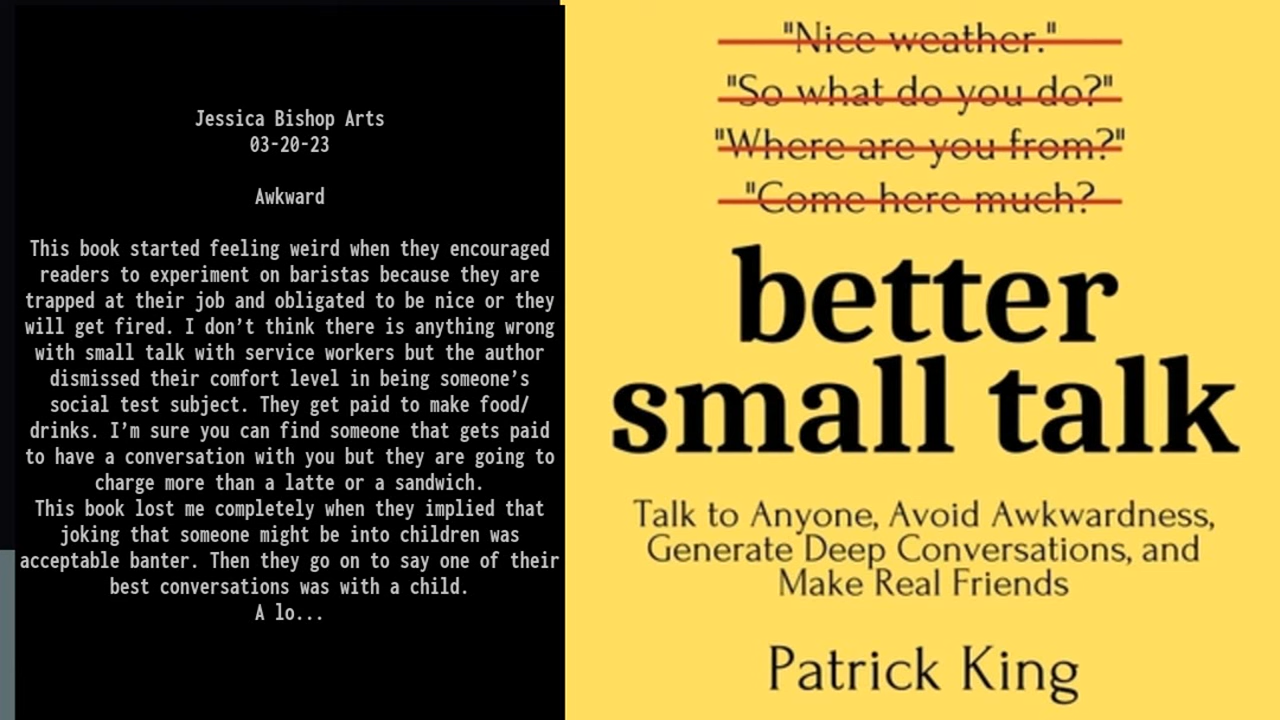 Jessica Bishop Arts
03-20-23
Awkward
This book started feeling weird when they encouraged
readers to experiment on baristas because they are
trapped at their job and obligated to be nice or they
will get fired. I don’t think there is anything wrong
with small talk with service workers but the author
dismissed their comfort level in being someone’s
social test subject. They get paid to make food/
drinks. I’m sure you can find someone that gets paid
to have a conversation with you but they are going to
charge more than a latte or a sandwich.
This book lost me completely when they implied that
joking that someone might be into children was
acceptable banter. Then they go on to say one of their
best conversations was with a child.
A lo...
"Nice weather."
"So what do you do?"
"Where are you from?"
"Come here much?
better
small talk
Talk to Anyone, Avoid Awkwardness,
Generate Deep Conversations, and
Make Real Friends
Patrick King